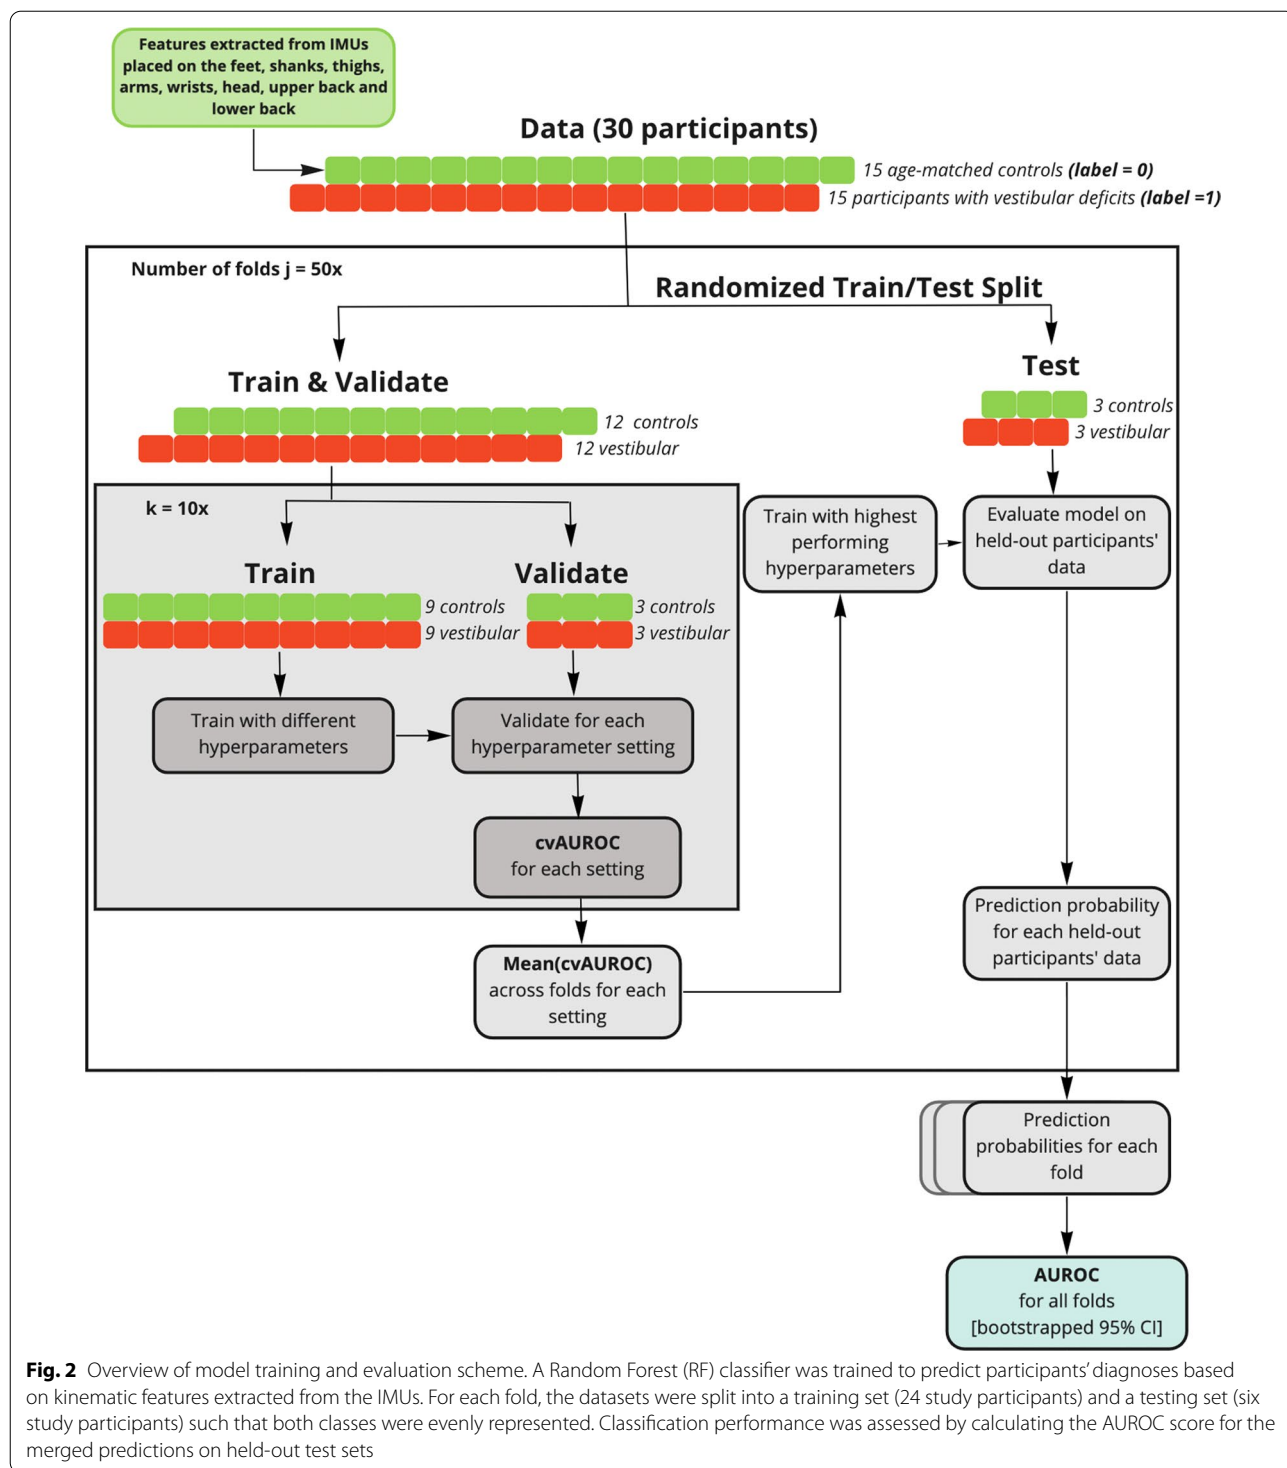 Features extracted from IMUs
placed on the feet, shanks, thighs,
arms, wrists, head, upper back and
lower back
Data (30 participants)
15 age-matched controls (label = 0)
15 participants with vestibular deficits (label =1)
Number of folds j = 50x
Randomized Train/Test Split
Train & Validate
12 controls
12 vestibular
Test
3 controls
3 vestibular
k = 10x
Train
9 controls
9 vestibular
Validate
3 controls
3 vestibular
Train with different
hyperparameters
Validate for each
hyperparameter setting
cvAUROC
for each setting
Mean(cvAUROC)
across folds for each
setting
Train with highest
performing
hyperparameters
Evaluate model on
held-out participants'
data
Prediction probability
for each held-out
participants' data
Prediction
probabilities for each
fold
AUROC
for all folds
[bootstrapped 95% CI]
Fig. 2 Overview of model training and evaluation scheme. A Random Forest (RF) classifier was trained to predict participants’ diagnoses based
on kinematic features extracted from the IMUs. For each fold, the datasets were split into a training set (24 study participants) and a testing set (six
study participants) such that both classes were evenly represented. Classification performance was assessed by calculating the AUROC score for the
merged predictions on held-out test sets